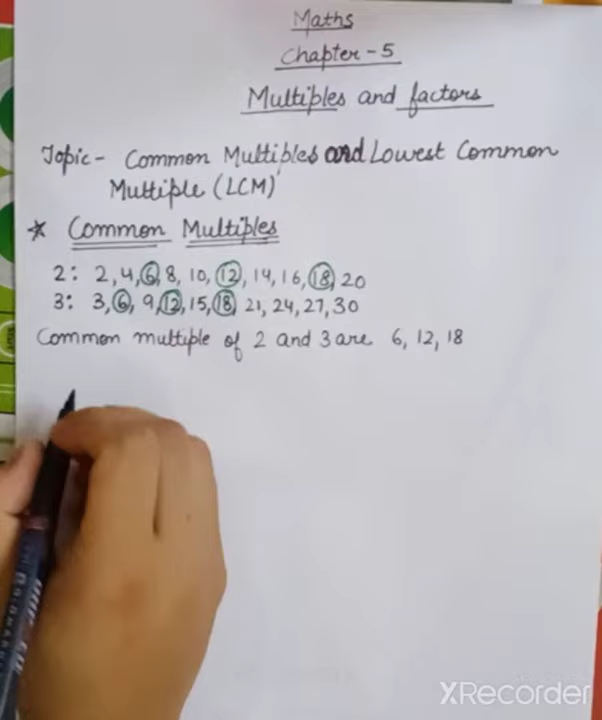 Maths
Chapter - 5
Multiples and factors
Topic - Common Multiples and Lowest Common
Multiple (LCM)
* Common Multiples
2: 2, 4, 6, 8, 10, 12, 14, 16, 18, 20
3: 3, 6, 9, 12, 15, 18, 21, 24, 27, 30
Common multiple of 2 and 3 are 6, 12, 18
XRecorder